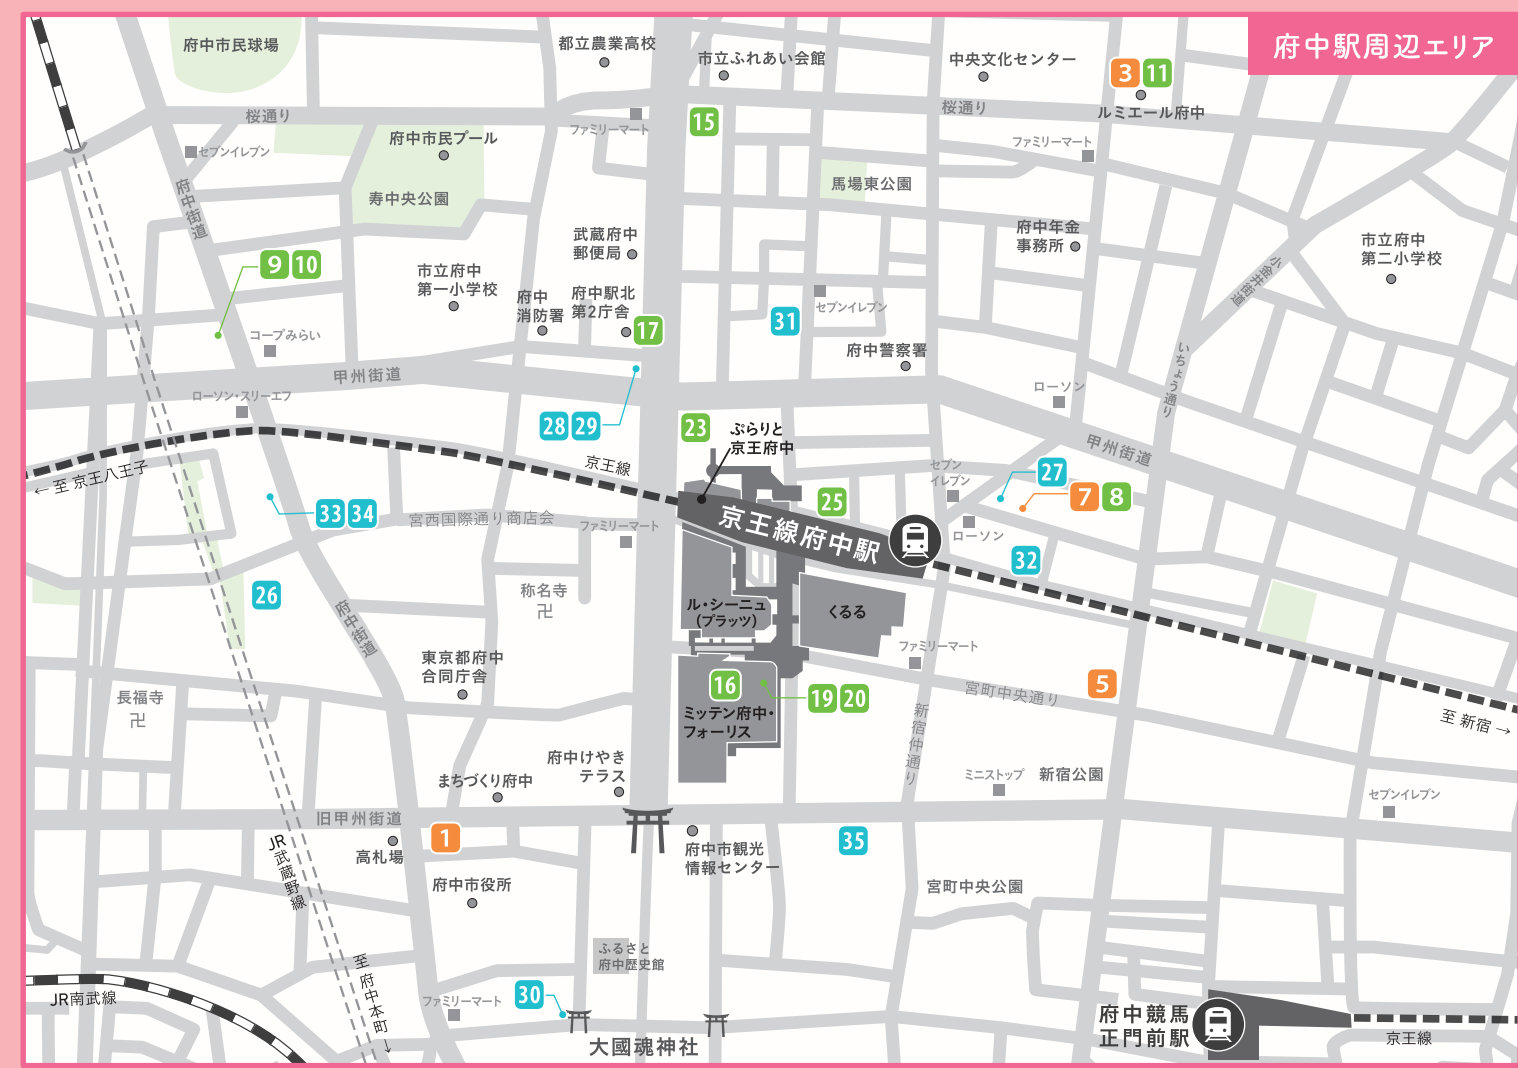 府中駅周辺エリア
府中市民球場
都立農業高校
市立ふれあい会館
中央文化センター
3 11
ルミエール府中
桜通り
ファミリーマート
15
桜通り
ファミリーマート
セブンイレブン
府中市民プール
寿中央公園
馬場東公園
府中街道
武蔵府中
郵便局
府中年金
事務所
市立府中
第二小学校
9 10
市立府中
第一小学校
府中
消防署
府中駅北
第2庁舎
17
小金井街道
セブンイレブン
31
コープみらい
府中警察署
いちょう通り
甲州街道
ローソン・スリーエフ
ローソン
28 29
23
ぷらりと
京王府中
甲州街道
京王線
← 至 京王八王子
セブン
イレブン
27
7 8
25
33 34
宮西国際通り商店会
ファミリーマート
京王線府中駅
ローソン
32
26
称名寺
卍
ル・シーニュ
(プラッツ)
くるる
府中街道
東京都府中
合同庁舎
ファミリーマート
16
19 20
5
宮町中央通り
長福寺
卍
ミッテン府中・
フォーリス
新宿仲通り
至 新宿 →
府中けやき
テラス
まちづくり府中
ミニストップ
新宿公園
セブンイレブン
旧甲州街道
1
高札場
JR武蔵野線
府中市観光
情報センター
35
府中市役所
宮町中央公園
ふるさと
府中歴史館
至 府中本町 →
JR南武線
ファミリーマート
30
大國魂神社
府中競馬
正門前駅
京王線